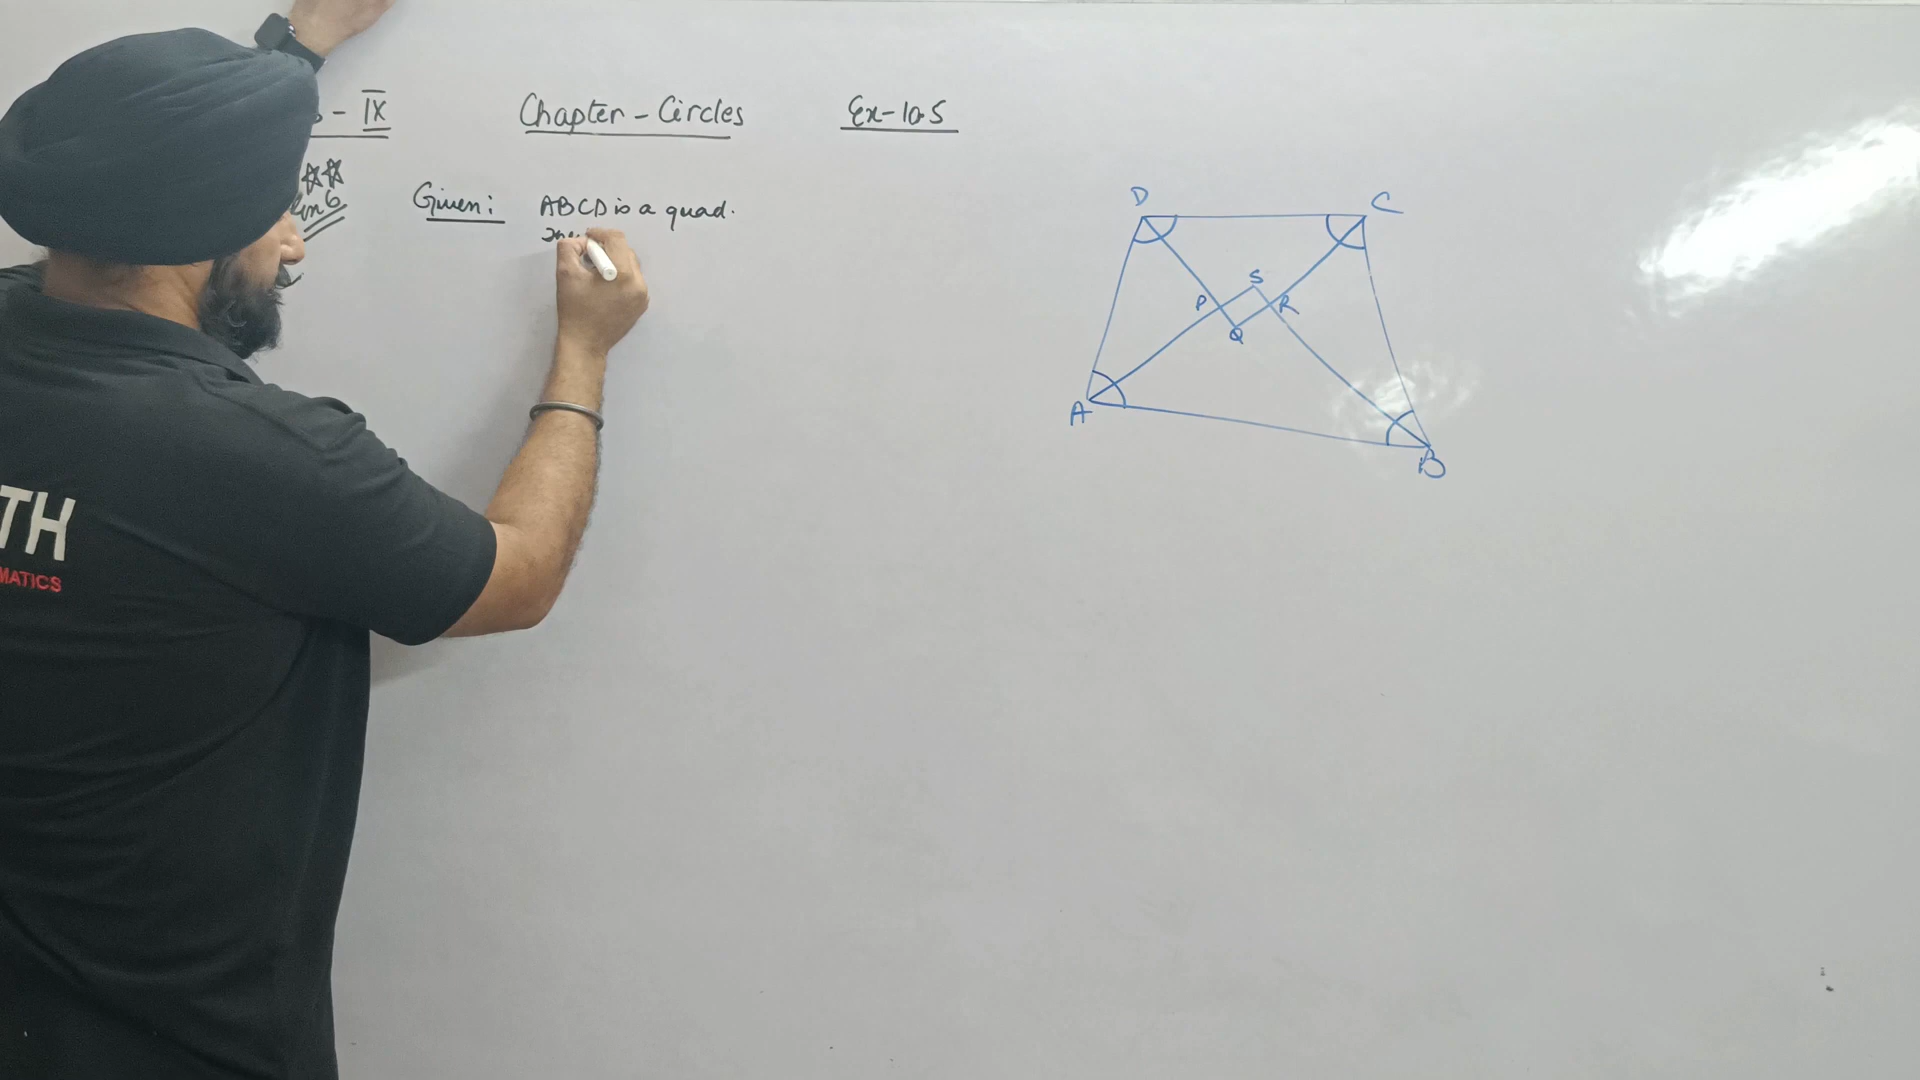 - IX
Chapter - Circles
Ex-10.5
Given: ABCD is a quad.
D
C
S
P
R
Q
A
B
TH
MATICS